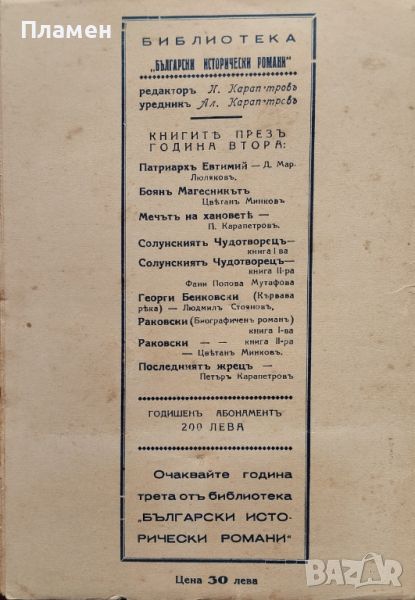 Пламен
БИБЛИОТЕКА
„БЪЛГАРСКИ ИСТОРИЧЕСКИ РОМАНИ"
редакторъ П. Карапетровъ
уредникъ Ал. Карапетровъ
КНИГИТѢ ПРЕЗЪ
ГОДИНА ВТОРА:
Патриархъ Евтимий — Д. Мар.
Люляковъ.
Боянъ Магесникътъ
Цвѣтанъ Минковъ
Мечътъ на хановетѣ —
П. Карапетровъ.
Солунскиятъ Чудотворецъ—
книга I ва
Солунскиятъ Чудотворецъ—
книга II-ра
Фани Попова Мутафова
Георги Бенковски (Кървава
рѣка) — Людмилъ Стояновъ,
Раковски (Биографиченъ романъ)
книга I-ва
Раковски — — книга II-ра
— Цвѣтанъ Минковъ.
Последниятъ жрецъ —
Петъръ Карапетровъ
ГОДИШЕНЪ АБОНАМЕНТЪ
200 ЛЕВА
Очаквайте година
трета отъ библиотека
„БЪЛГАРСКИ ИСТО-
РИЧЕСКИ РОМАНИ"
Цена 30 лева
BAZAR